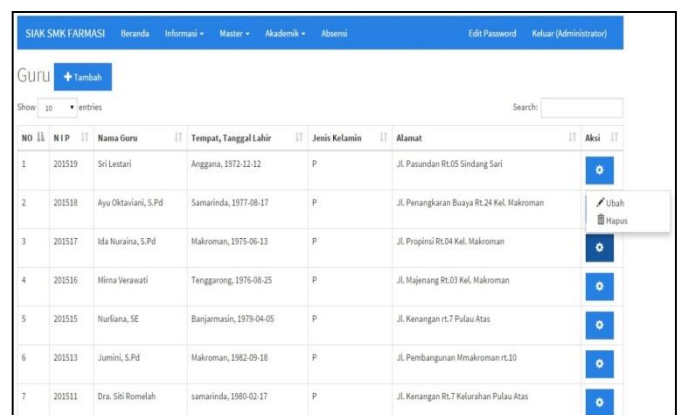 SIAK SMK FARMASI Beranda Informasi Master Akademik Absensi Edit Password Keluar (Administrator)
Guru + Tambah
Show 10 entries Search:
NO N I P Nama Guru Tempat, Tanggal Lahir Jenis Kelamin Alamat Aksi
1 201519 Sri Lestari Anggana, 1972-12-12 P Jl. Pasundan Rt.05 Sindang Sari
2 201518 Ayu Oktaviani, S.Pd Samarinda, 1977-08-17 P Jl. Penangkaran Buaya Rt.24 Kel. Makroman
Ubah
Hapus
3 201517 Ida Nuraina, S.Pd Makroman, 1975-06-13 P Jl. Propinsi Rt.04 Kel. Makroman
4 201516 Mirna Verawati Tenggarong, 1976-08-25 P Jl. Majenang Rt.03 Kel. Makroman
5 201515 Nurliana, SE Banjarmasin, 1979-04-05 P Jl. Kenangan rt.7 Pulau Atas
6 201513 Jumini, S.Pd Makroman, 1982-09-18 P Jl. Pembangunan Mmakroman rt.10
7 201511 Dra. Siti Romelah samarinda, 1980-02-17 P Jl. Kenangan Rt.7 Kelurahan Pulau Atas